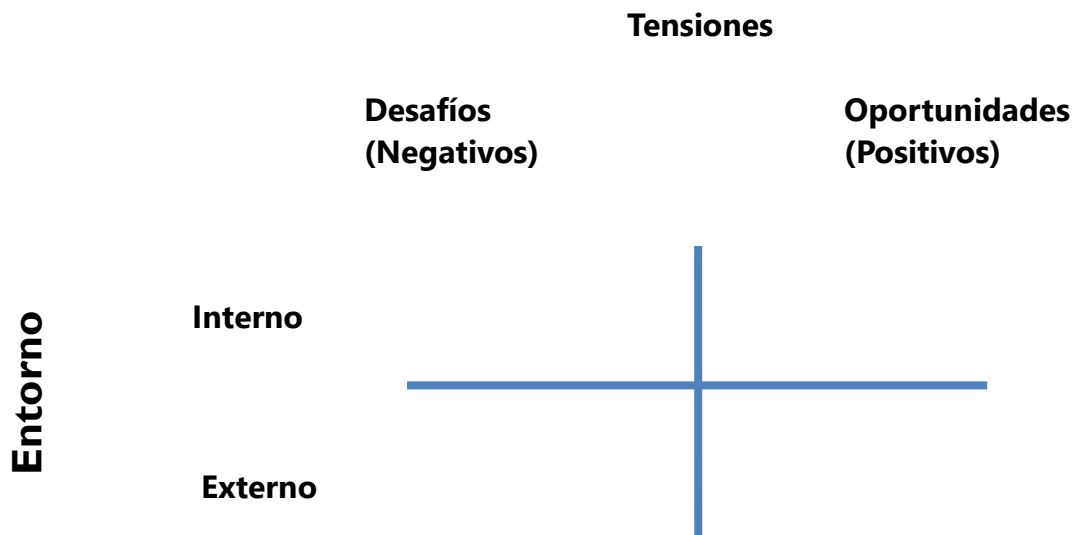 Tensiones
Desafíos
(Negativos)
Oportunidades
(Positivos)
Entorno
Interno
Externo